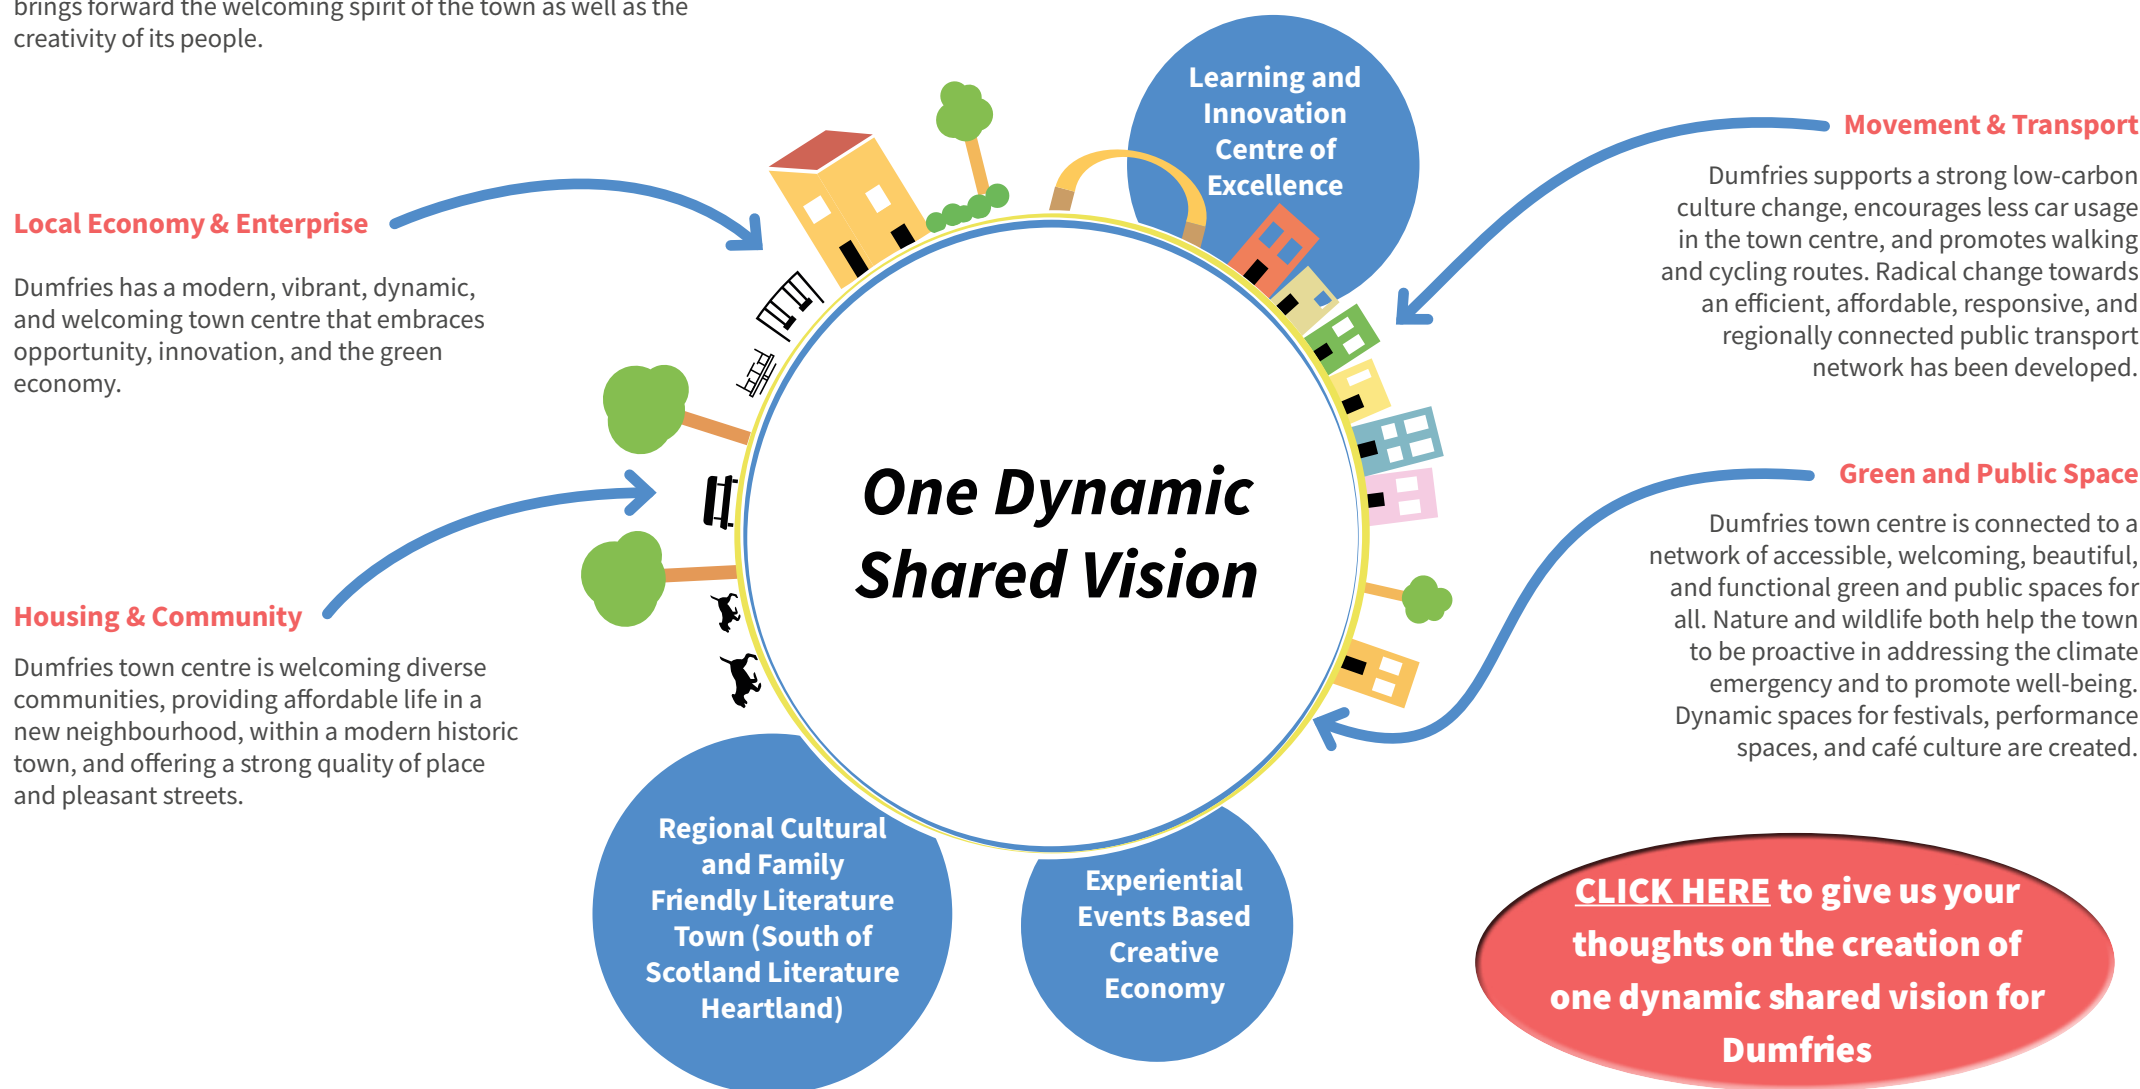 brings forward the welcoming spirit of the town as well as the
creativity of its people.
Learning and
Innovation
Centre of
Excellence
Local Economy & Enterprise
Dumfries has a modern, vibrant, dynamic,
and welcoming town centre that embraces
opportunity, innovation, and the green
economy.
Housing & Community
Dumfries town centre is welcoming diverse
communities, providing affordable life in a
new neighbourhood, within a modern historic
town, and offering a strong quality of place
and pleasant streets.
One Dynamic
Shared Vision
Movement & Transport
Dumfries supports a strong low-carbon
culture change, encourages less car usage
in the town centre, and promotes walking
and cycling routes. Radical change towards
an efficient, affordable, responsive, and
regionally connected public transport
network has been developed.
Green and Public Space
Dumfries town centre is connected to a
network of accessible, welcoming, beautiful,
and functional green and public spaces for
all. Nature and wildlife both help the town
to be proactive in addressing the climate
emergency and to promote well-being.
Dynamic spaces for festivals, performance
spaces, and café culture are created.
Regional Cultural
and Family
Friendly Literature
Town (South of
Scotland Literature
Heartland)
Experiential
Events Based
Creative
Economy
CLICK HERE to give us your
thoughts on the creation of
one dynamic shared vision for
Dumfries